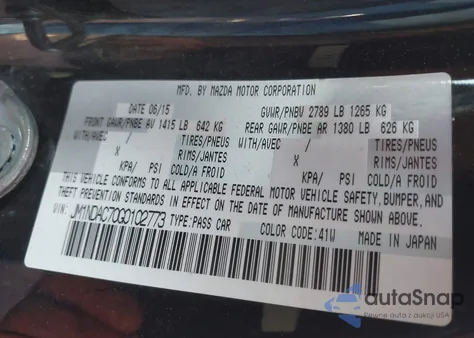 MFD. BY MAZDA MOTOR CORPORATION
DATE 06/15 GVWR/PNBV 2789 LB 1265 KG
FRONT GAWR/PNBE AV 1415 LB 642 KG REAR GAWR/PNBE AR 1380 LB 626 KG
WITH/AVEC / TIRES/PNEUS WITH/AVEC / TIRES/PNEUS
X RIMS/JANTES X RIMS/JANTES
KPA/ PSI COLD/A FROID KPA/ PSI COLD/A FROID
THIS VEHICLE CONFORMS TO ALL APPLICABLE FEDERAL MOTOR VEHICLE SAFETY, BUMPER, AND
THEFT PREVENTION STANDARDS IN EFFECT ON THE DATE OF MANUFACTURE SHOWN ABOVE.
VIN: JM1NDAC70G0102773 TYPE: PASS CAR COLOR CODE: 41W MADE IN JAPAN
autoSnap
Pewne auta z aukcji USA